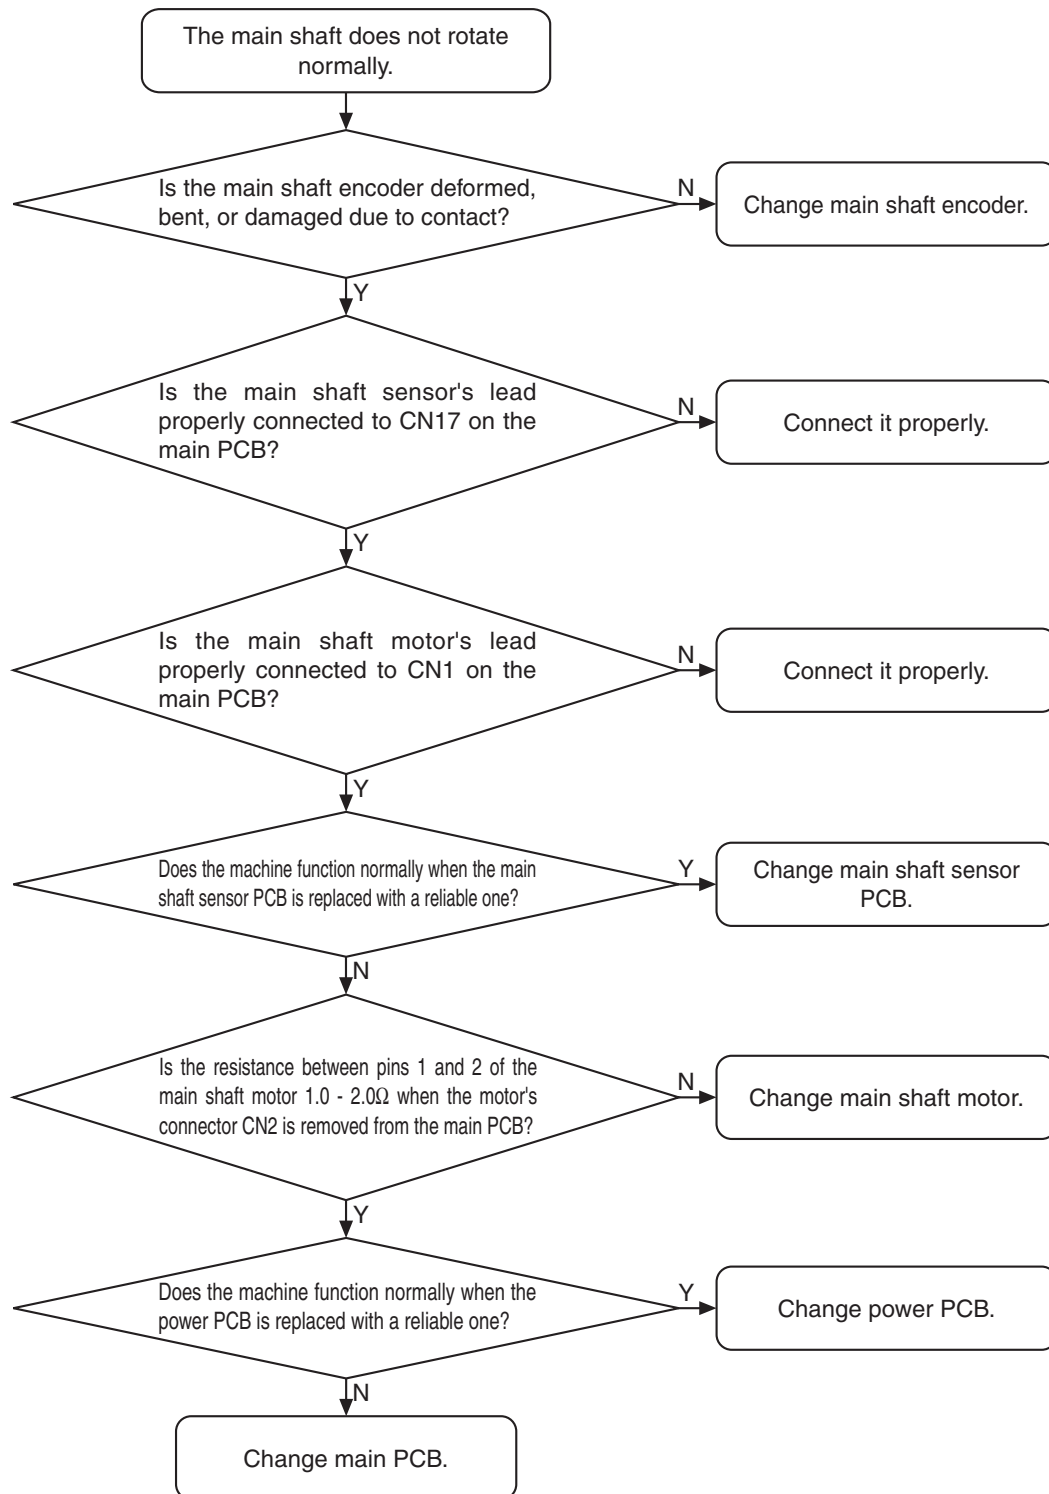 The main shaft does not rotate
normally.
Is the main shaft encoder deformed,
bent, or damaged due to contact?
N
Change main shaft encoder.
Y
Is the main shaft sensor's lead
properly connected to CN17 on the
main PCB?
N
Connect it properly.
Y
Is the main shaft motor's lead
properly connected to CN1 on the
main PCB?
N
Connect it properly.
Y
Does the machine function normally when the main
shaft sensor PCB is replaced with a reliable one?
Y
Change main shaft sensor
PCB.
N
Is the resistance between pins 1 and 2 of the
main shaft motor 1.0 - 2.0Ω when the motor's
connector CN2 is removed from the main PCB?
N
Change main shaft motor.
Y
Does the machine function normally when the
power PCB is replaced with a reliable one?
Y
Change power PCB.
N
Change main PCB.